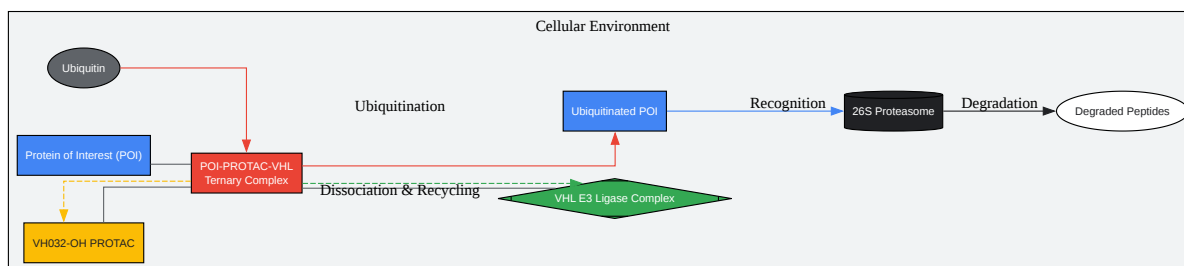 Cellular Environment
Ubiquitin
Ubiquitination
Ubiquitinated POI
Recognition
26S Proteasome
Degradation
Degraded Peptides
Protein of Interest (POI)
POI-PROTAC-VHL
Ternary Complex
Dissociation & Recycling
VHL E3 Ligase Complex
VH032-OH PROTAC